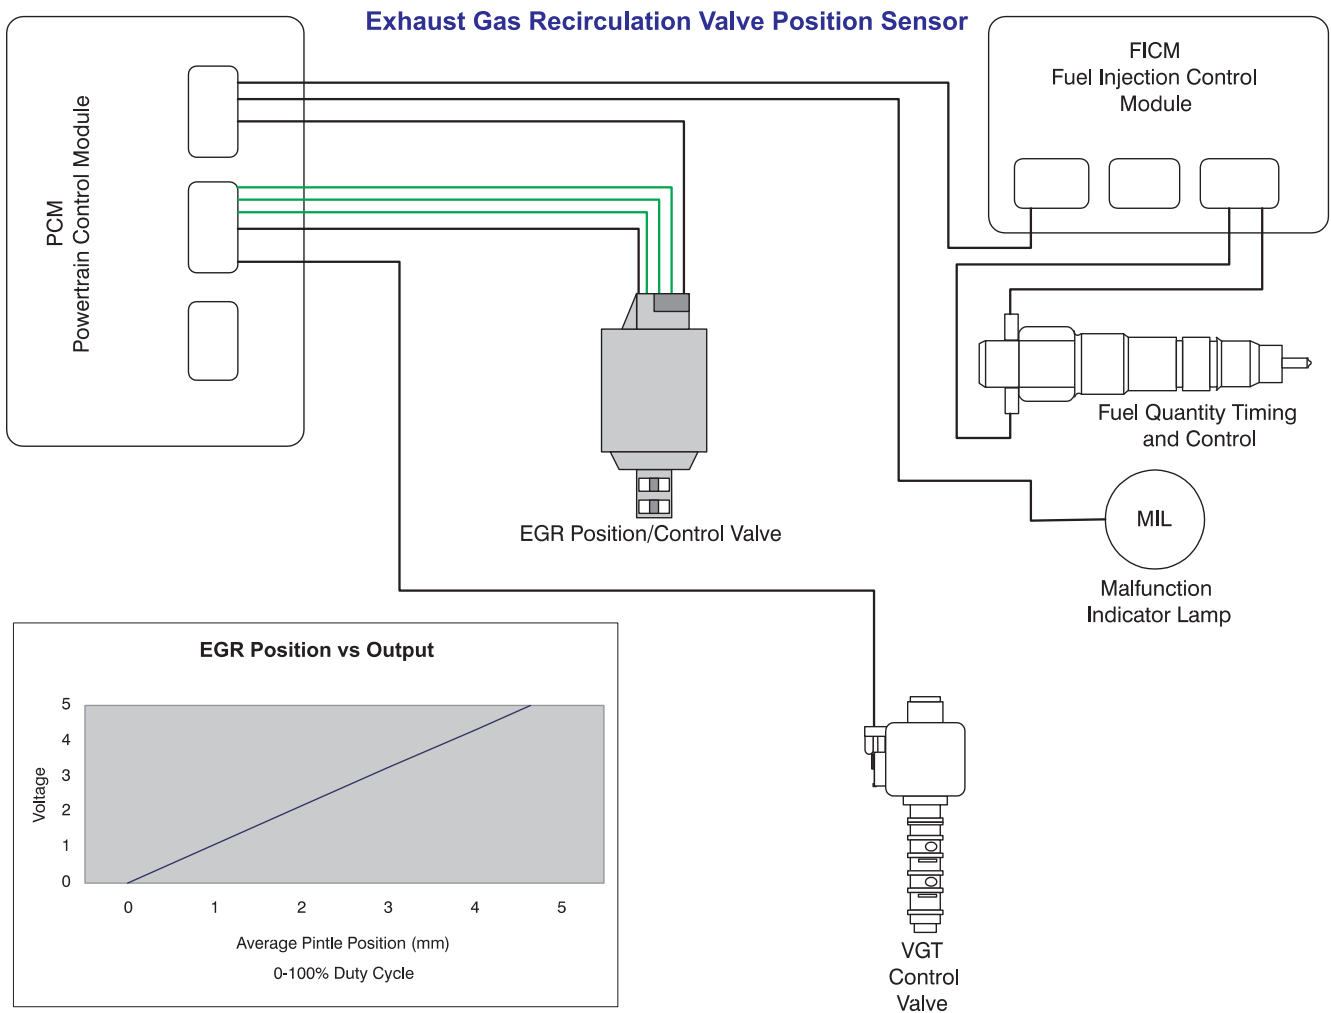 Exhaust Gas Recirculation Valve Position Sensor
PCM
Powertrain Control Module
FICM
Fuel Injection Control
Module
Fuel Quantity Timing
and Control
EGR Position/Control Valve
MIL
Malfunction
Indicator Lamp
EGR Position vs Output
5
4
3
2
1
0
Voltage
0 1 2 3 4 5
Average Pintle Position (mm)
0-100% Duty Cycle
VGT
Control
Valve